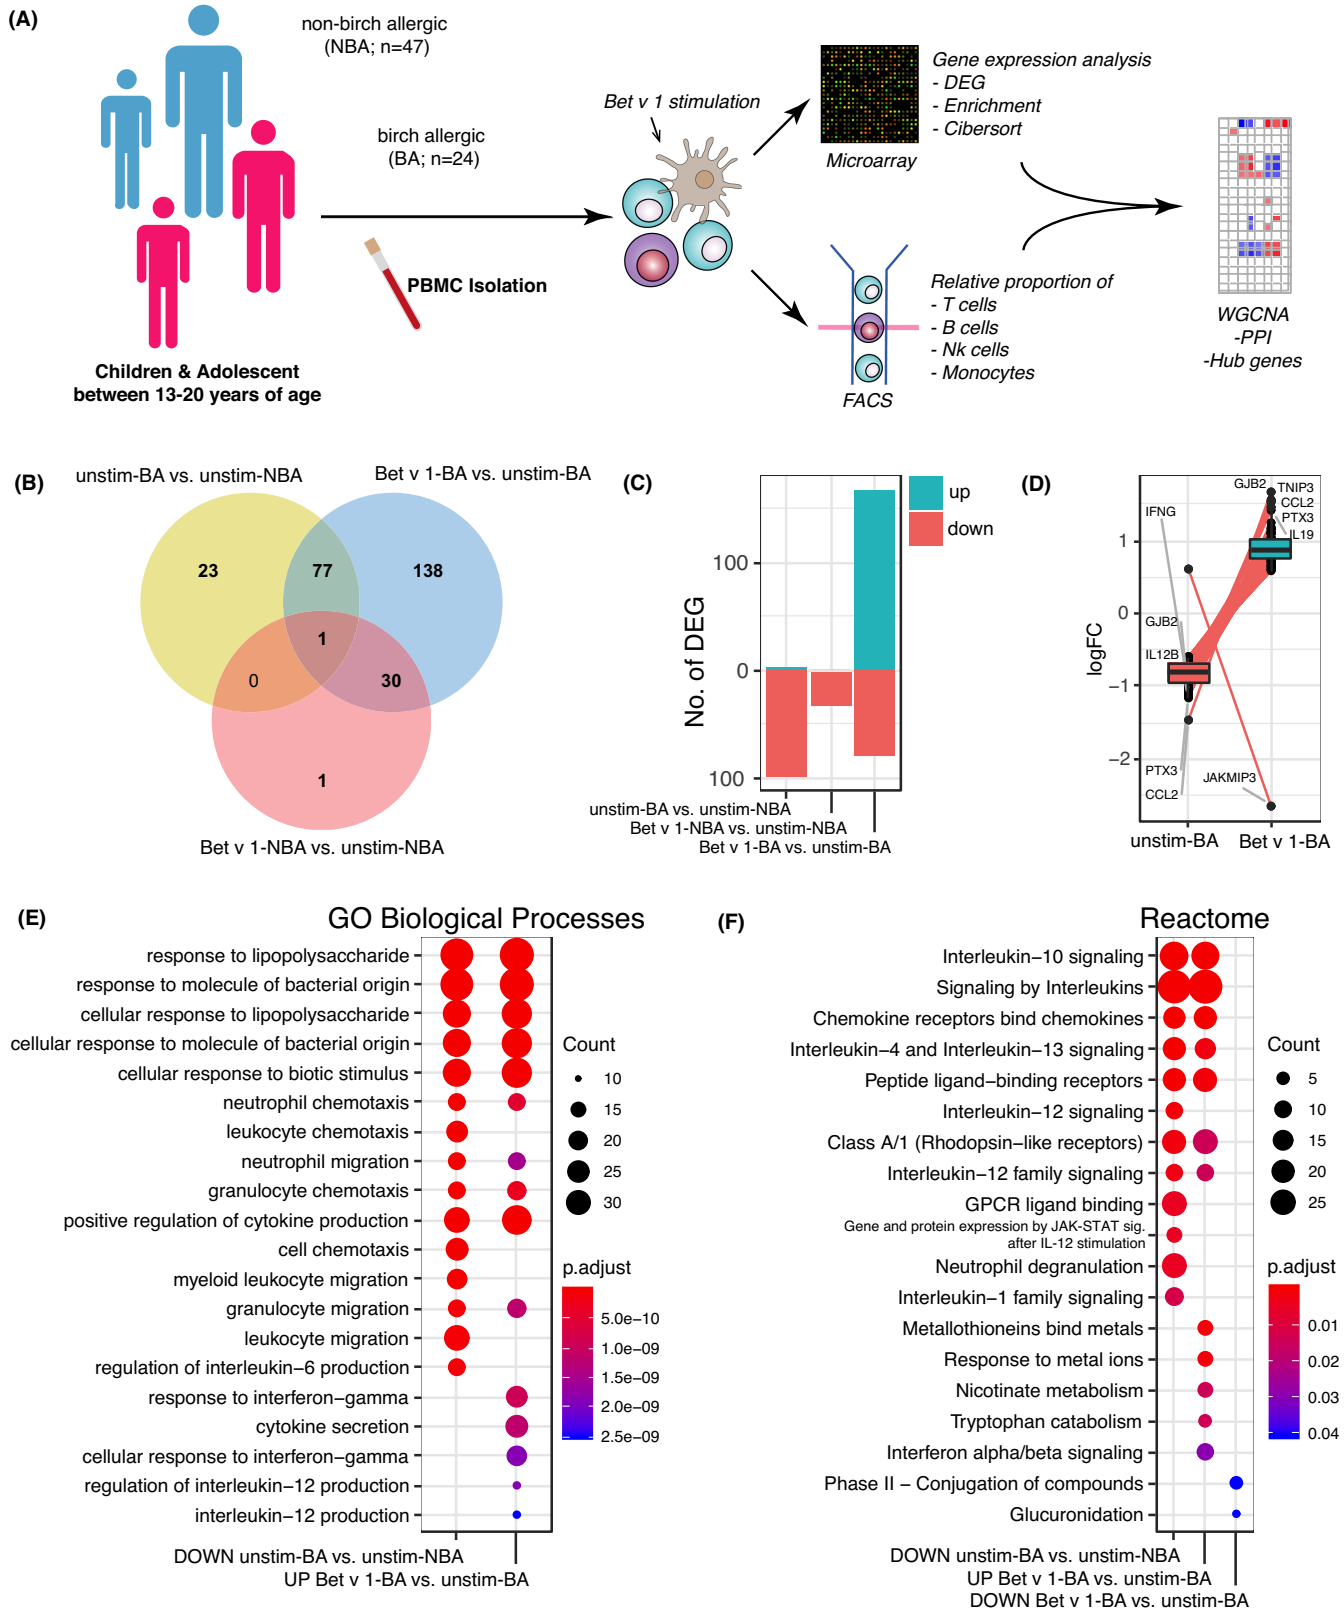 (A)
non-birch allergic
(NBA; n=47)
birch allergic
(BA; n=24)
PBMC Isolation
Children & Adolescent
between 13-20 years of age
Bet v 1 stimulation
Microarray
Gene expression analysis
- DEG
- Enrichment
- Cibersort
FACS
Relative proportion of
- T cells
- B cells
- Nk cells
- Monocytes
WGCNA
-PPI
-Hub genes
(B)
unstim-BA vs. unstim-NBA
Bet v 1-BA vs. unstim-BA
23
77
138
1
0
30
1
Bet v 1-NBA vs. unstim-NBA
(C)
up
down
No. of DEG
100
0
100
unstim-BA vs. unstim-NBA
Bet v 1-NBA vs. unstim-NBA
Bet v 1-BA vs. unstim-BA
(D)
logFC
1
0
−1
−2
IFNG
GJB2
IL12B
PTX3
CCL2
GJB2
TNIP3
CCL2
PTX3
IL19
JAKMIP3
unstim-BA
Bet v 1-BA
(E)
GO Biological Processes
response to lipopolysaccharide
response to molecule of bacterial origin
cellular response to lipopolysaccharide
cellular response to molecule of bacterial origin
cellular response to biotic stimulus
neutrophil chemotaxis
leukocyte chemotaxis
neutrophil migration
granulocyte chemotaxis
positive regulation of cytokine production
cell chemotaxis
myeloid leukocyte migration
granulocyte migration
leukocyte migration
regulation of interleukin−6 production
response to interferon−gamma
cytokine secretion
cellular response to interferon−gamma
regulation of interleukin−12 production
interleukin−12 production
DOWN unstim-BA vs. unstim-NBA
UP Bet v 1-BA vs. unstim-BA
Count
10
15
20
25
30
p.adjust
5.0e−10
1.0e−09
1.5e−09
2.0e−09
2.5e−09
(F)
Reactome
Interleukin−10 signaling
Signaling by Interleukins
Chemokine receptors bind chemokines
Interleukin−4 and Interleukin−13 signaling
Peptide ligand−binding receptors
Interleukin−12 signaling
Class A/1 (Rhodopsin−like receptors)
Interleukin−12 family signaling
GPCR ligand binding
Gene and protein expression by JAK-STAT sig.
after IL-12 stimulation
Neutrophil degranulation
Interleukin−1 family signaling
Metallothioneins bind metals
Response to metal ions
Nicotinate metabolism
Tryptophan catabolism
Interferon alpha/beta signaling
Phase II − Conjugation of compounds
Glucuronidation
DOWN unstim-BA vs. unstim-NBA
UP Bet v 1-BA vs. unstim-BA
DOWN Bet v 1-BA vs. unstim-BA
Count
5
10
15
20
25
p.adjust
0.01
0.02
0.03
0.04